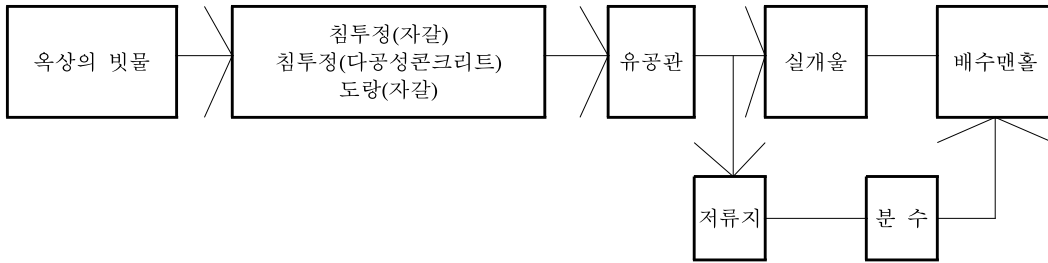 옥상의 빗물
침투정(자갈)
침투정(다공성콘크리트)
도랑(자갈)
유공관
실개울
배수맨홀
저류지
분 수